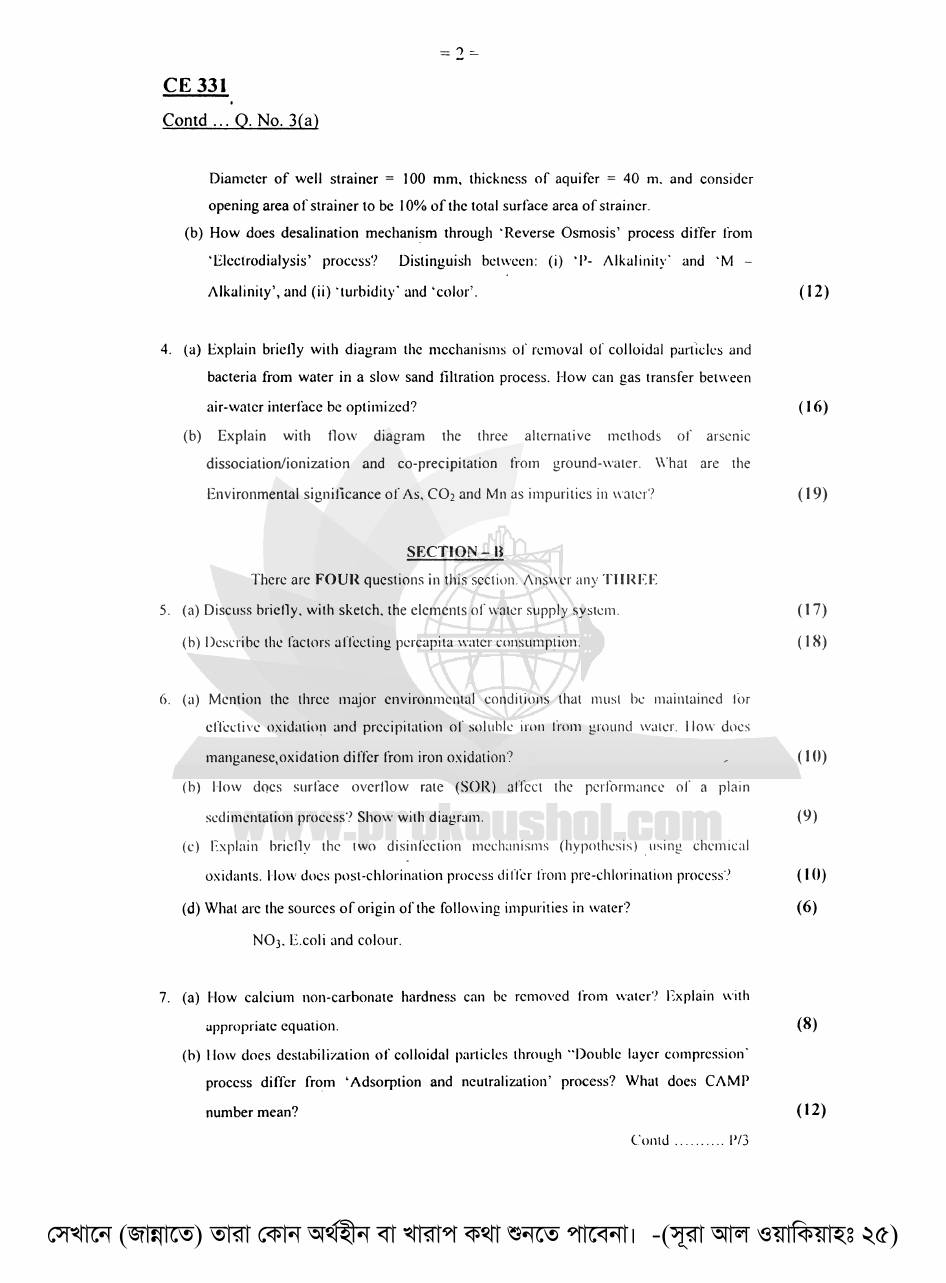 = 2 =
CE 331
Contd ... Q. No. 3(a)
Diameter of well strainer = 100 mm, thickness of aquifer = 40 m. and consider
opening area of strainer to be 10% of the total surface area of strainer.
(b) How does desalination mechanism through 'Reverse Osmosis' process differ from
'Electrodialysis' process? Distinguish between: (i) 'P- Alkalinity' and 'M –
Alkalinity', and (ii) 'turbidity' and 'color'. (12)
4. (a) Explain briefly with diagram the mechanisms of removal of colloidal particles and
bacteria from water in a slow sand filtration process. How can gas transfer between
air-water interface be optimized? (16)
(b) Explain with flow diagram the three alternative methods of arsenic
dissociation/ionization and co-precipitation from ground-water. What are the
Environmental significance of As, CO₂ and Mn as impurities in water? (19)
SECTION – B
There are FOUR questions in this section. Answer any THREE
5. (a) Discuss briefly, with sketch, the elements of water supply system. (17)
(b) Describe the factors affecting percapita water consumption. (18)
6. (a) Mention the three major environmental conditions that must be maintained for
effective oxidation and precipitation of soluble iron from ground water. How does
manganese oxidation differ from iron oxidation? (10)
(b) How does surface overflow rate (SOR) affect the performance of a plain
sedimentation process? Show with diagram. (9)
www.prokoushol.com
(c) Explain briefly the two disinfection mechanisms (hypothesis) using chemical
oxidants. How does post-chlorination process differ from pre-chlorination process? (10)
(d) What are the sources of origin of the following impurities in water? (6)
NO₃, E.coli and colour.
7. (a) How calcium non-carbonate hardness can be removed from water? Explain with
appropriate equation. (8)
(b) How does destabilization of colloidal particles through "Double layer compression'
process differ from 'Adsorption and neutralization' process? What does CAMP
number mean? (12)
Contd .......... P/3
সেখানে (জান্নাতে) তারা কোন অর্থহীন বা খারাপ কথা শুনতে পাবেনা। -(সূরা আল ওয়াকিয়াহঃ ২৫)